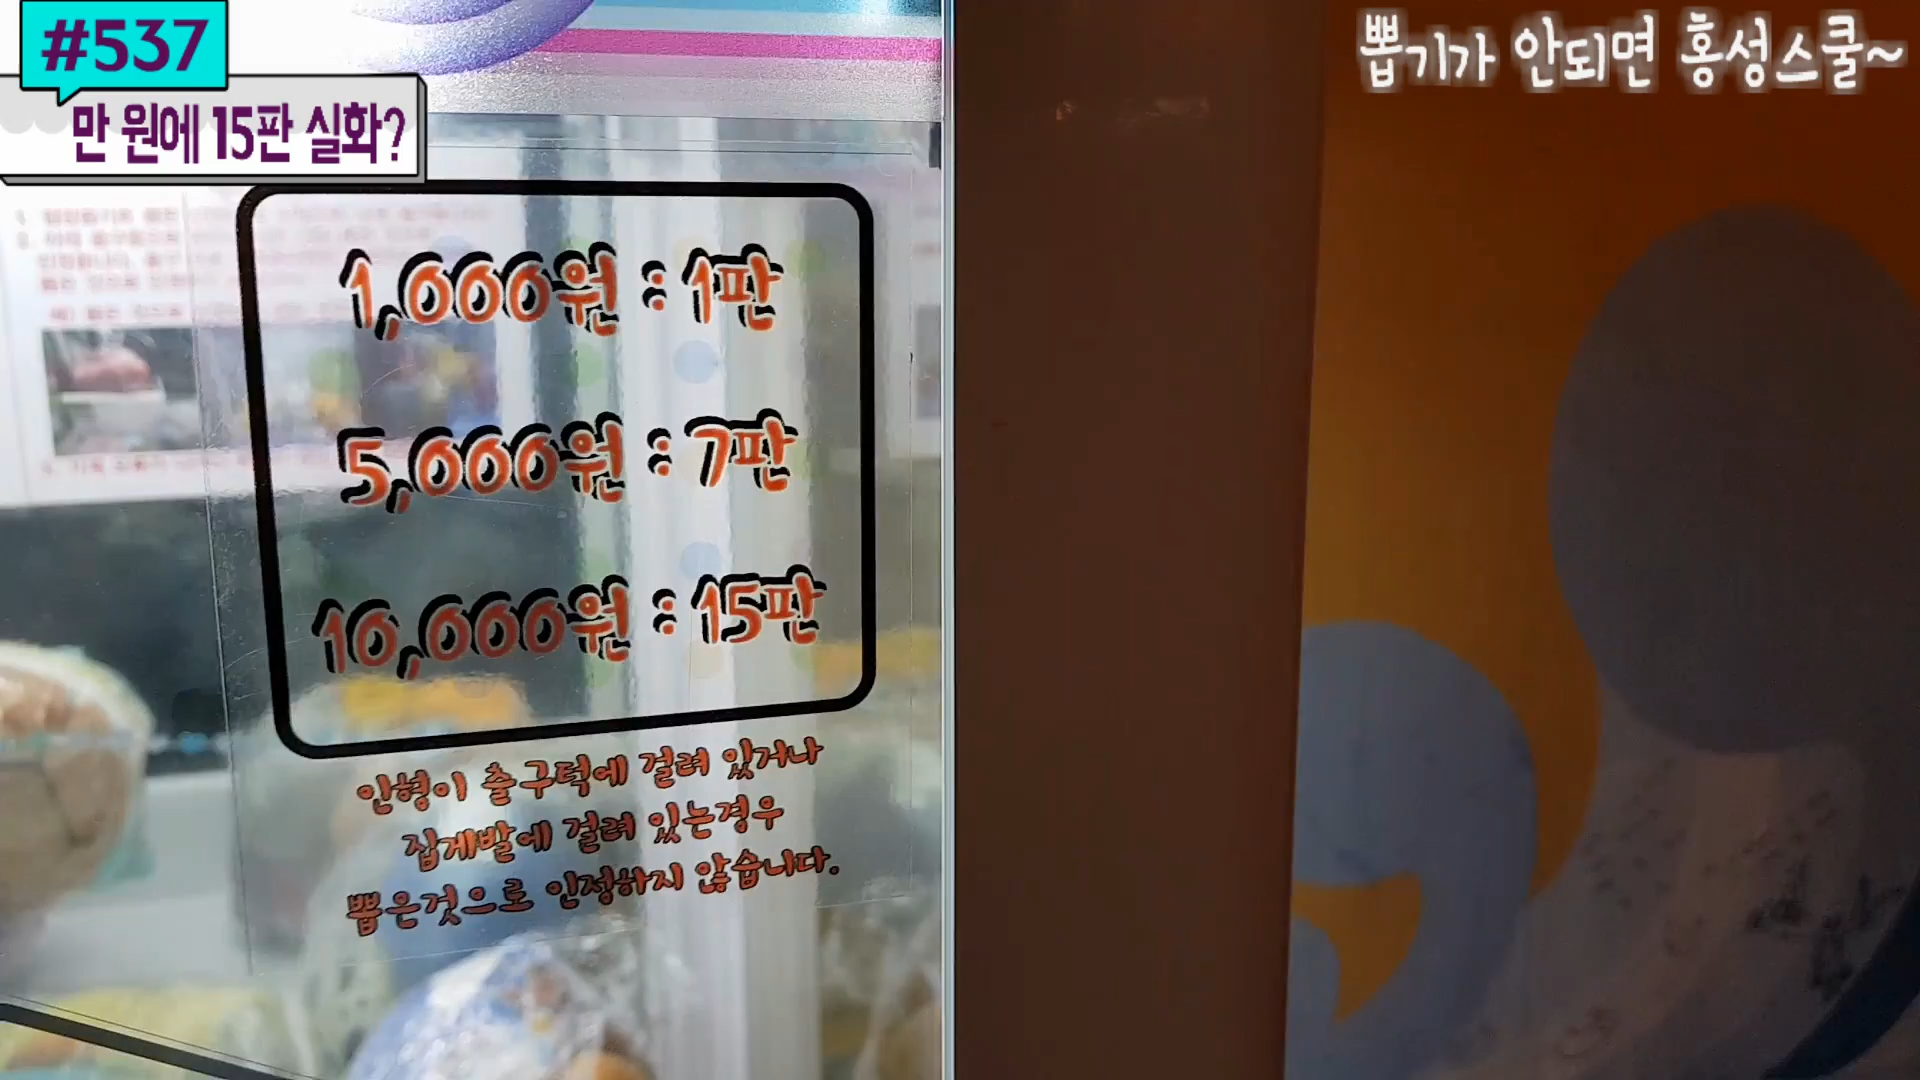 #537
만 원에 15판 실화?
뽑기가 안되면 홍성스쿨~
1,000원 : 1판
5,000원 : 7판
10,000원 : 15판
인형이 출구턱에 걸려 있거나
집게발에 걸려 있는경우
뽑은것으로 인정하지 않습니다.